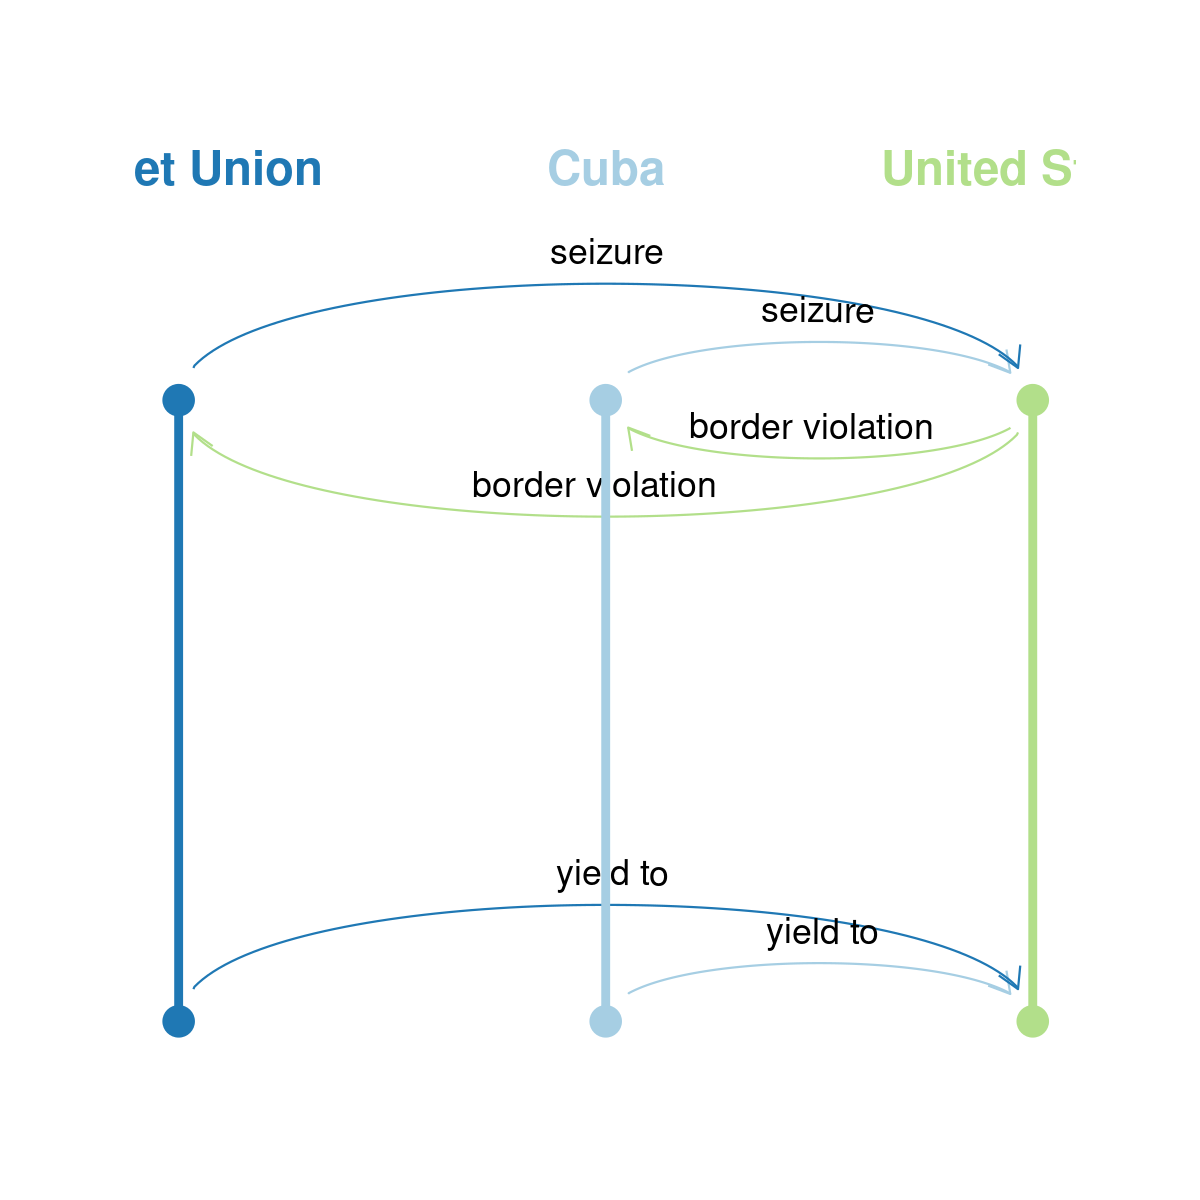 et Union
Cuba
United S
seizure
seizure
border violation
border violation
yield to
yield to